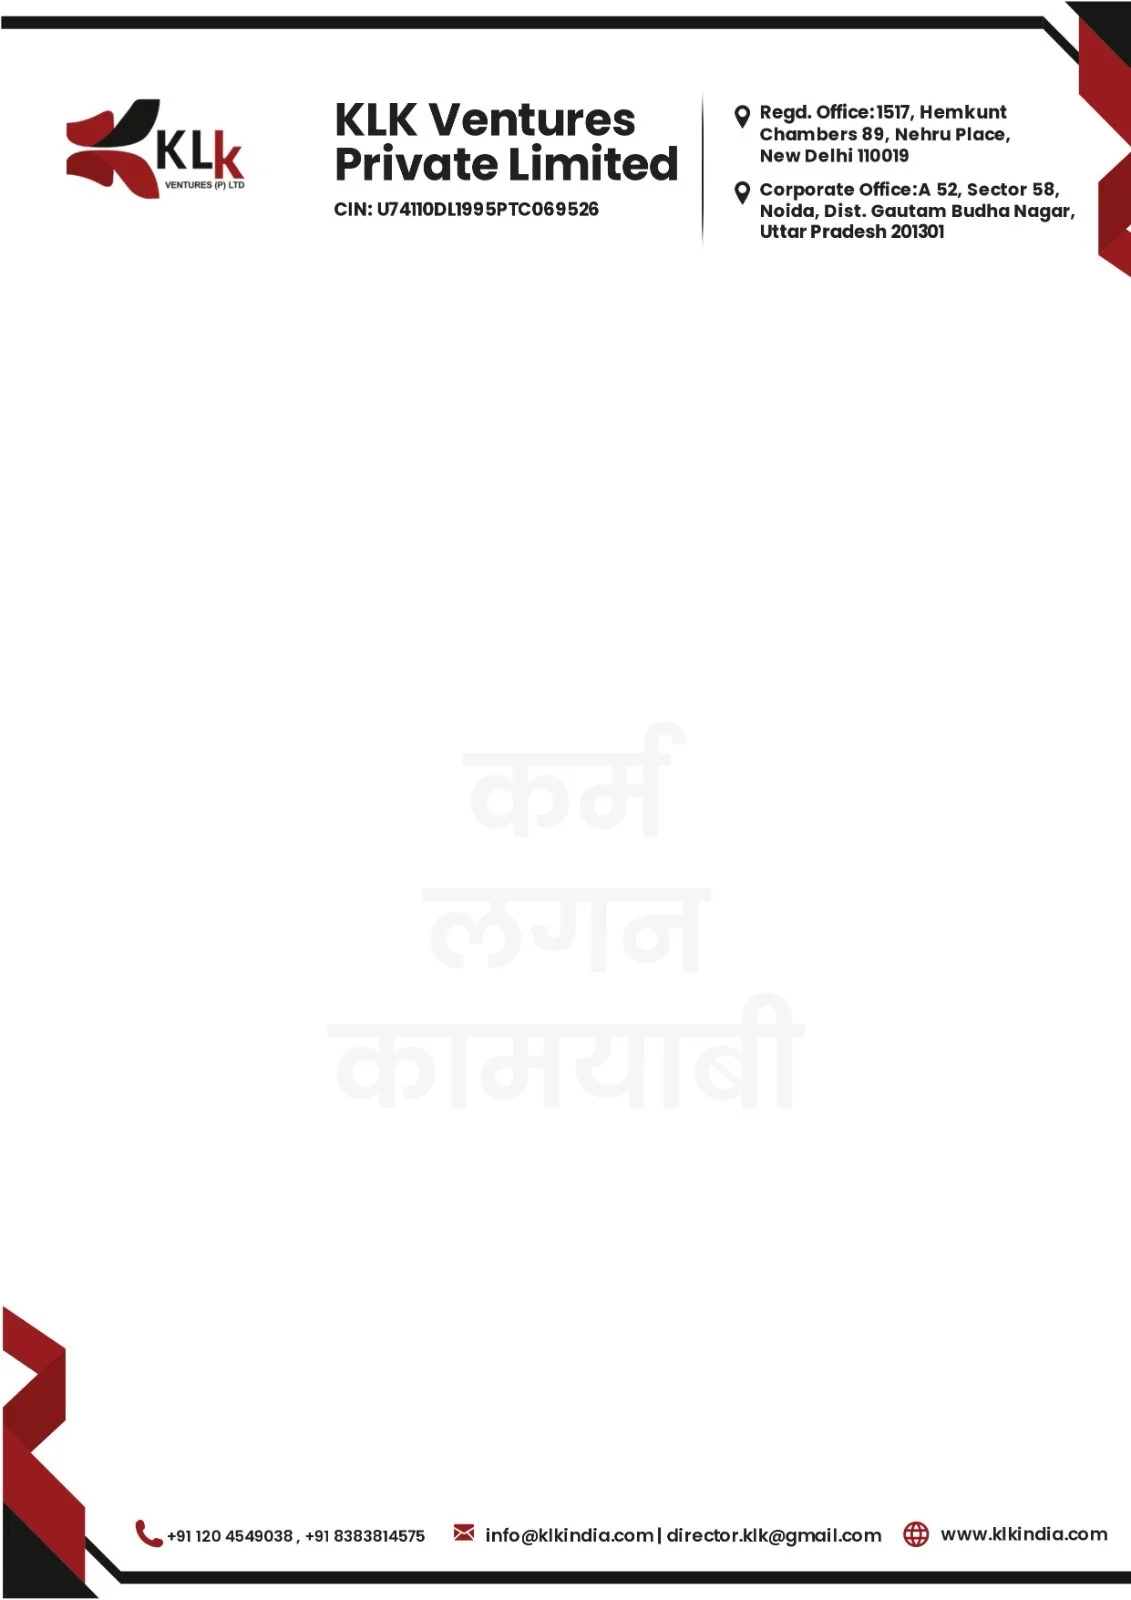 KLk
VENTURES (P) LTD
KLK Ventures
Private Limited
CIN: U74110DL1995PTC069526
Regd. Office:1517, Hemkunt
Chambers 89, Nehru Place,
New Delhi 110019
Corporate Office:A 52, Sector 58,
Noida, Dist. Gautam Budha Nagar,
Uttar Pradesh 201301
कर्म
लगन
कामयाबी
+91 120 4549038 , +91 8383814575
info@klkindia.com | director.klk@gmail.com
www.klkindia.com